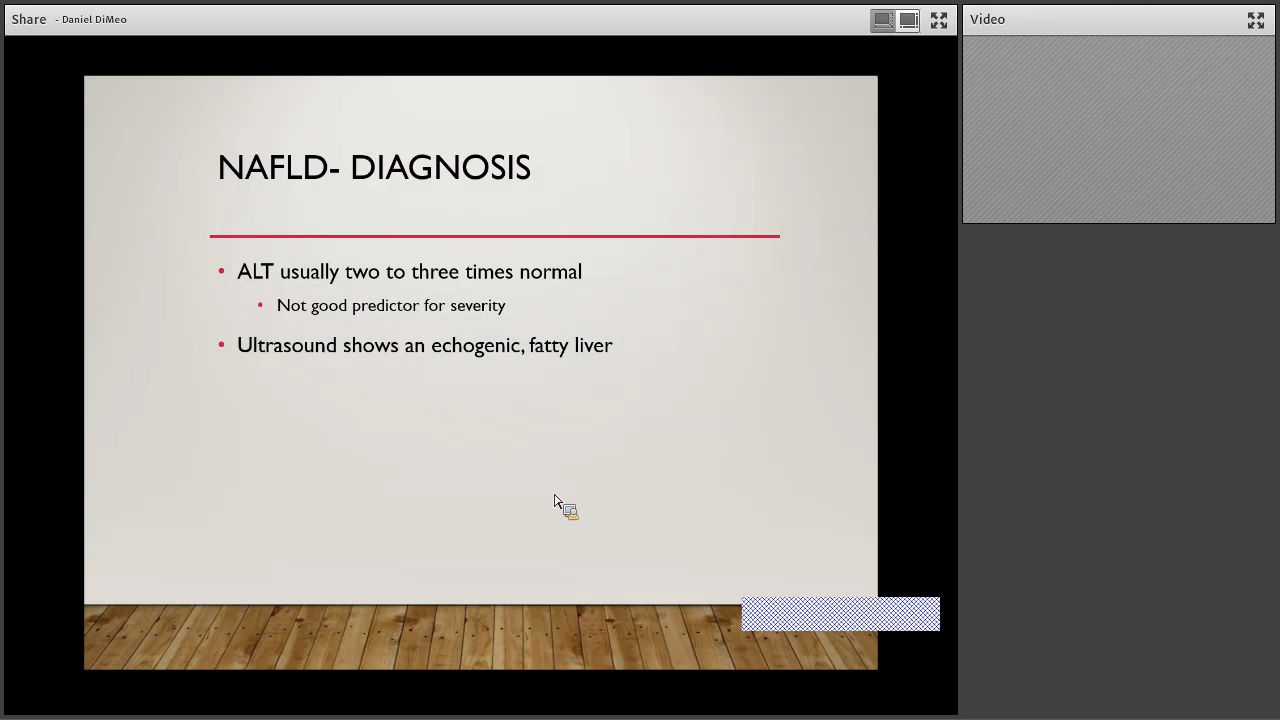 Share - Daniel DiMeo
Video
NAFLD- DIAGNOSIS
• ALT usually two to three times normal
• Not good predictor for severity
• Ultrasound shows an echogenic, fatty liver